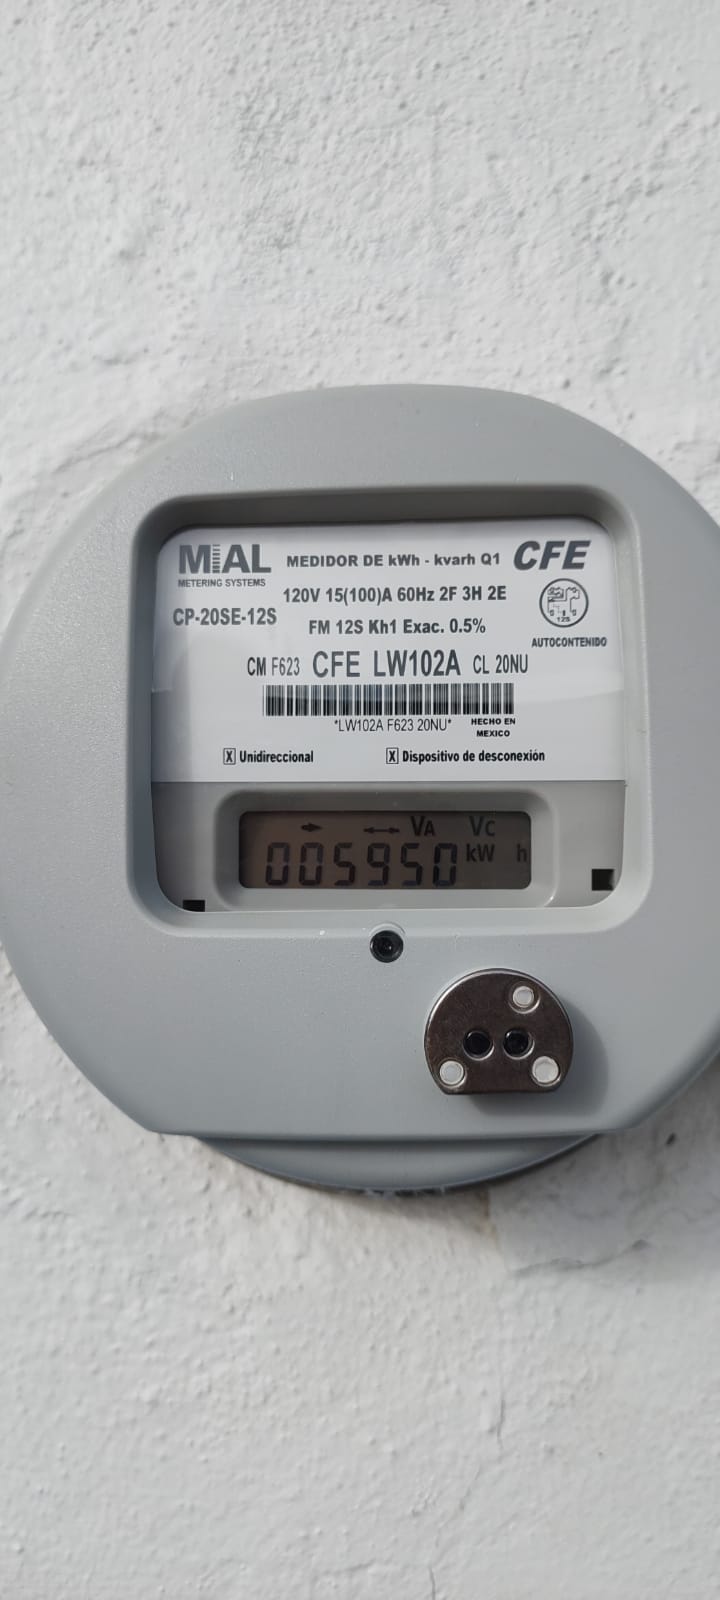 MIAL
METERING SYSTEMS
MEDIDOR DE kWh - kvarh Q1
CFE
120V 15(100)A 60Hz 2F 3H 2E
CP-20SE-12S
FM 12S Kh1 Exac. 0.5%
12S
AUTOCONTENIDO
CM F623 CFE LW102A CL 20NU
*LW102A F623 20NU*
HECHO EN
MEXICO
X Unidireccional
X Dispositivo de desconexión
VA VC
005950 kW h